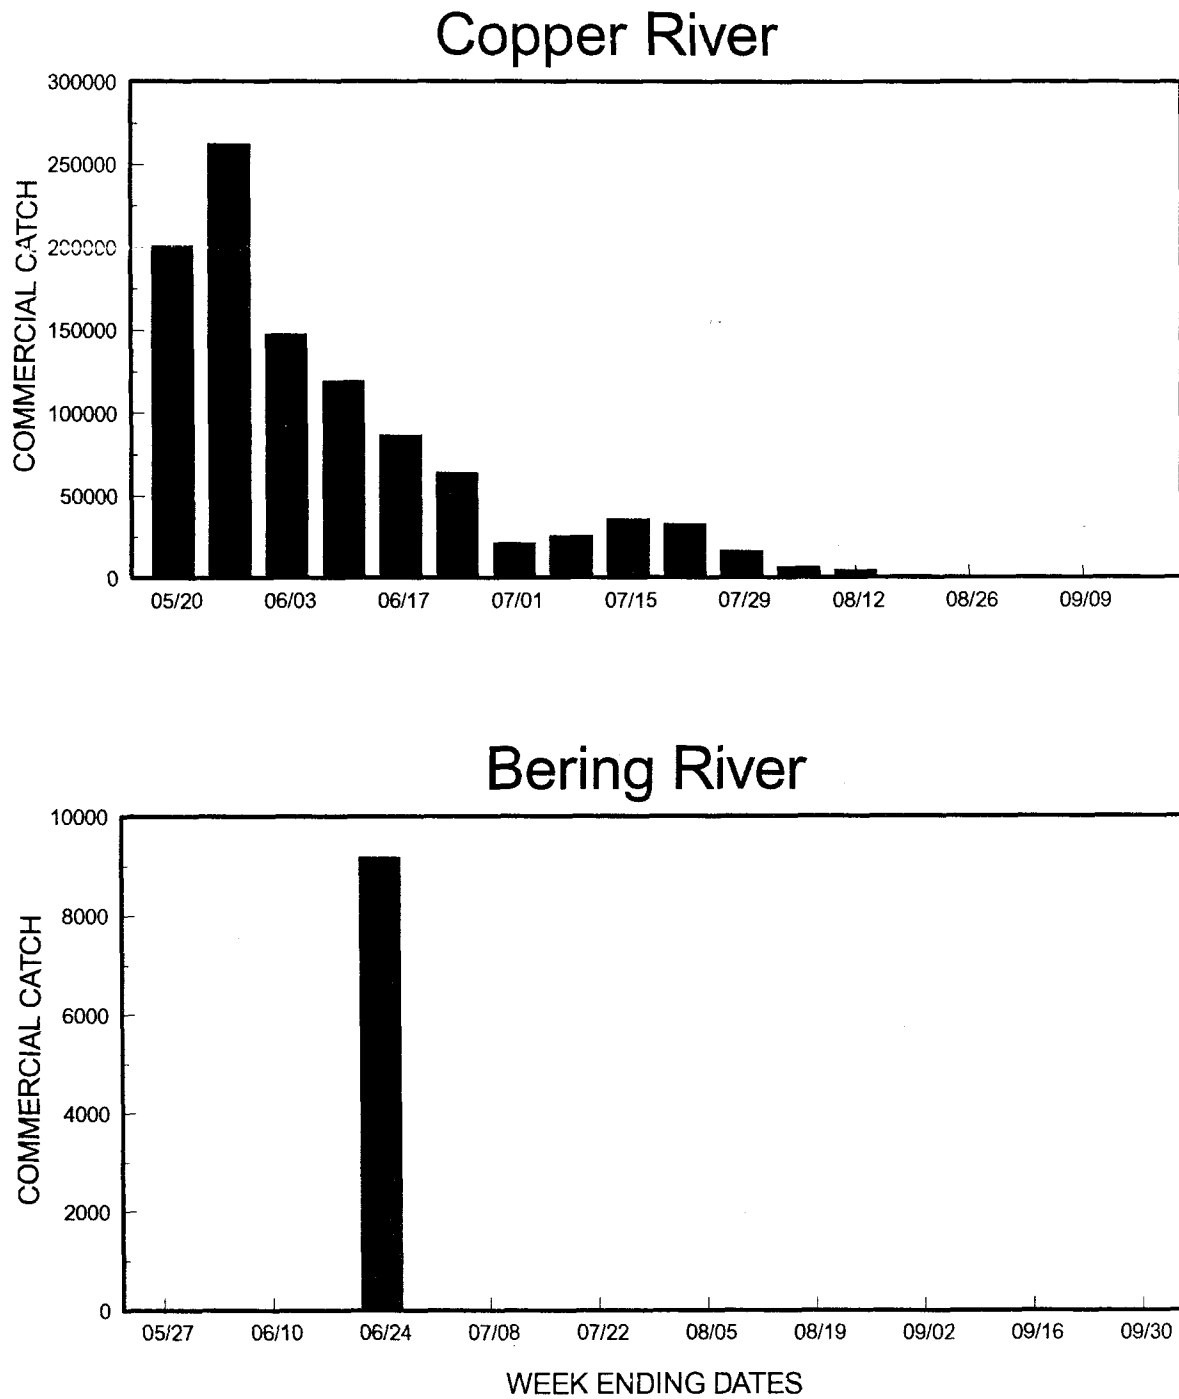 Copper River
300000
250000
200000
150000
100000
50000
0
COMMERCIAL CATCH
05/20 06/03 06/17 07/01 07/15 07/29 08/12 08/26 09/09
Bering River
10000
8000
6000
4000
2000
0
COMMERCIAL CATCH
05/27 06/10 06/24 07/08 07/22 08/05 08/19 09/02 09/16 09/30
WEEK ENDING DATES